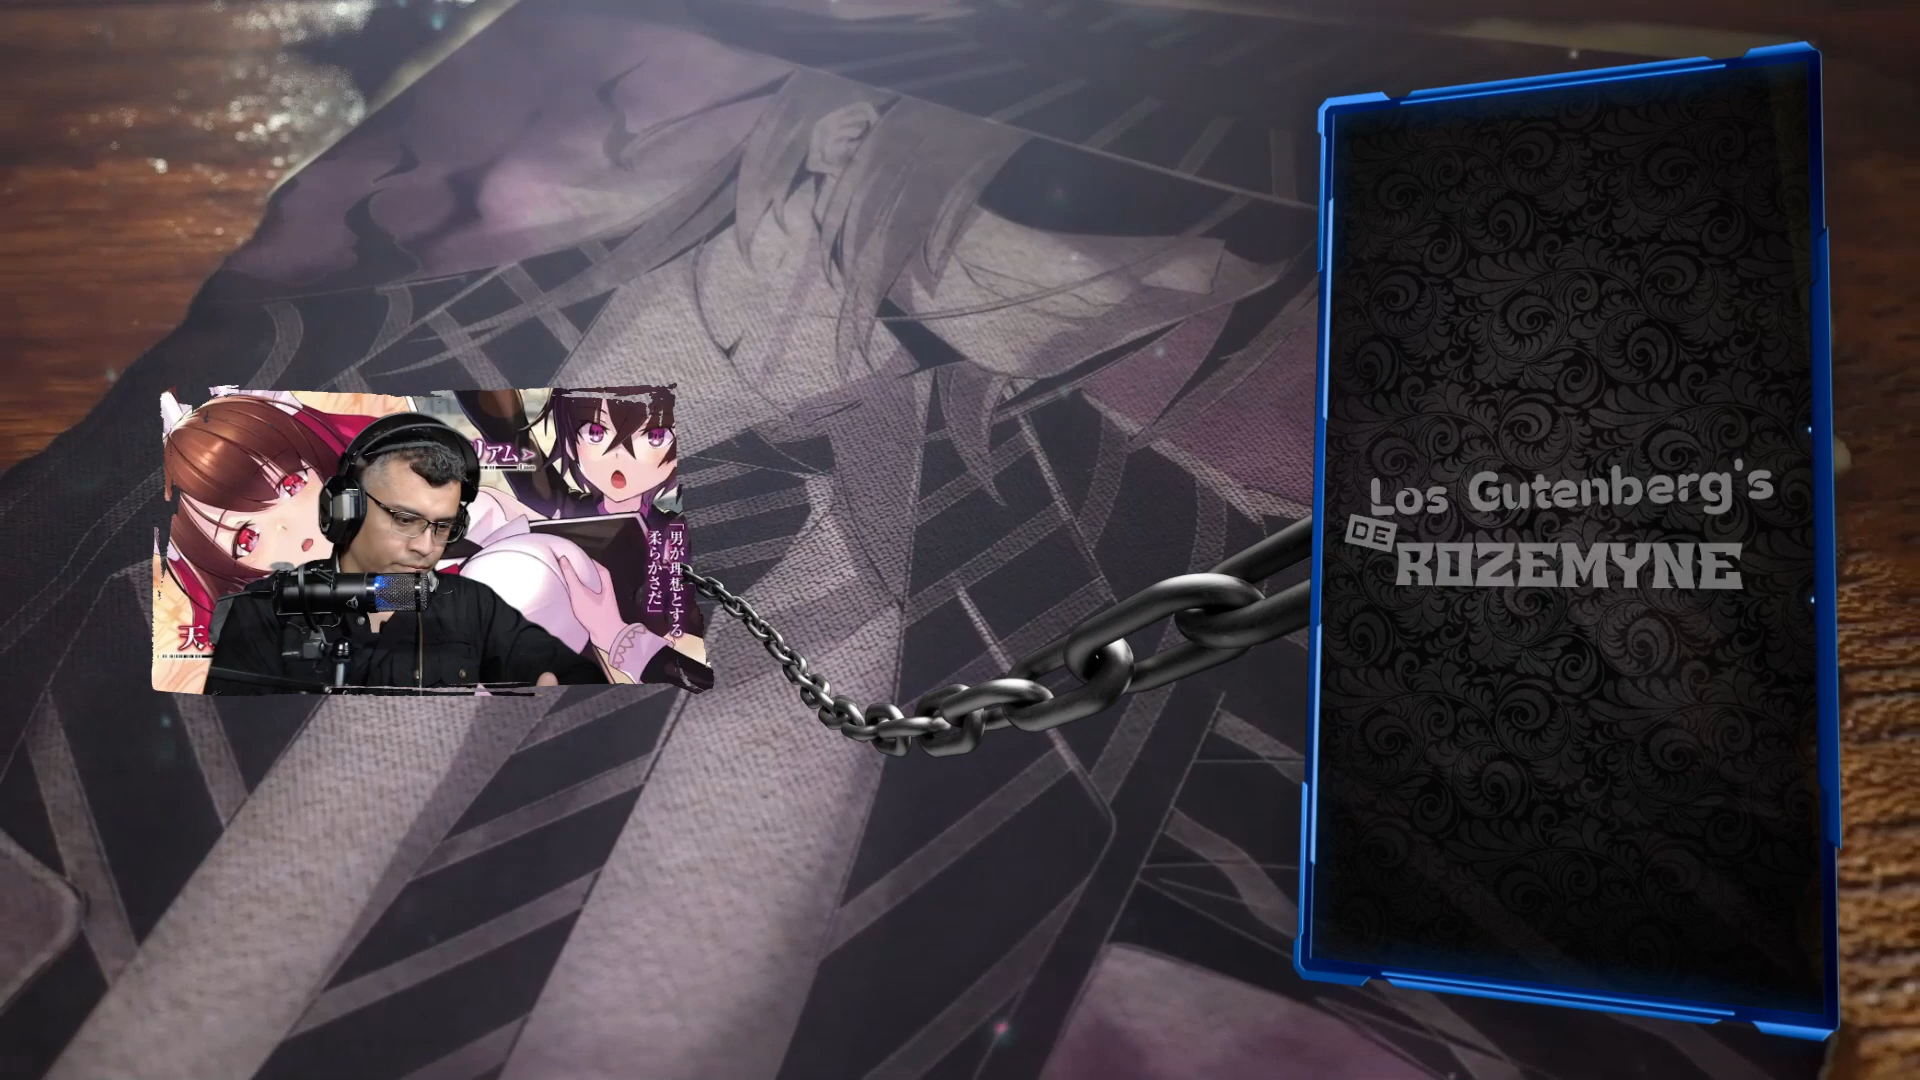 リアム
「男が理想とする
柔らかさだ」
天
Los Gutenberg's
DE
ROZEMYNE